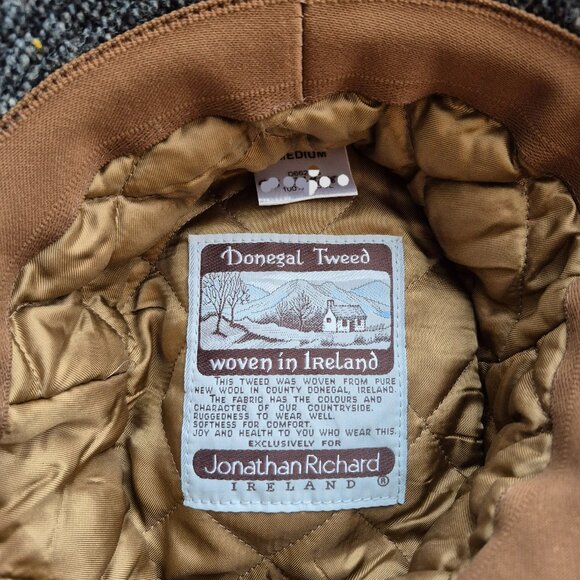 MEDIUM
100%
Donegal Tweed
woven in Ireland
THIS TWEED WAS WOVEN FROM PURE
NEW WOOL IN COUNTY DONEGAL, IRELAND.
THE FABRIC HAS THE COLOURS AND
CHARACTER OF OUR COUNTRYSIDE.
RUGGEDNESS TO WEAR WELL.
SOFTNESS FOR COMFORT.
JOY AND HEALTH TO YOU WHO WEAR THIS.
EXCLUSIVELY FOR
Jonathan Richard
IRELAND ®